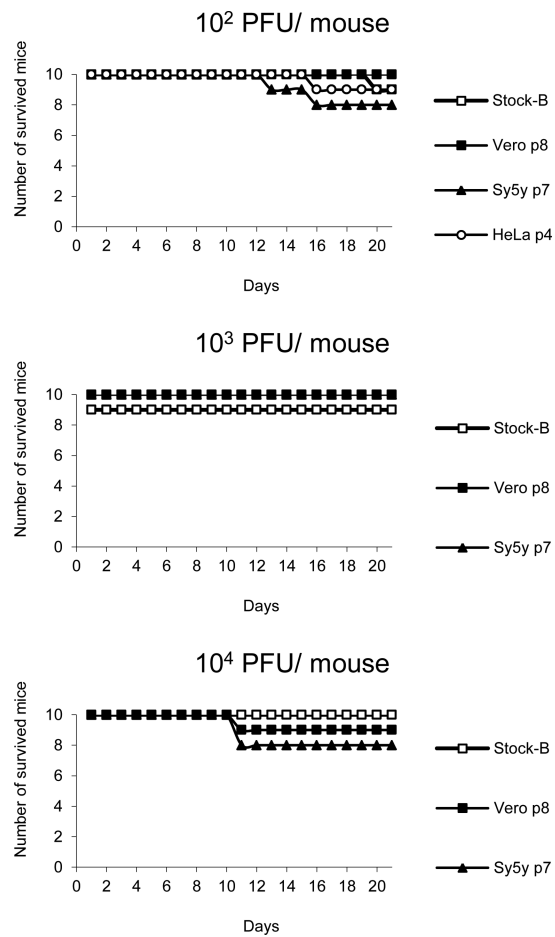 10² PFU/ mouse
Number of survived mice
10
8
6
4
2
0
0 2 4 6 8 10 12 14 16 18 20
Days
Stock-B
Vero p8
Sy5y p7
HeLa p4
10³ PFU/ mouse
Number of survived mice
10
8
6
4
2
0
0 2 4 6 8 10 12 14 16 18 20
Days
Stock-B
Vero p8
Sy5y p7
10⁴ PFU/ mouse
Number of survived mice
10
8
6
4
2
0
0 2 4 6 8 10 12 14 16 18 20
Days
Stock-B
Vero p8
Sy5y p7